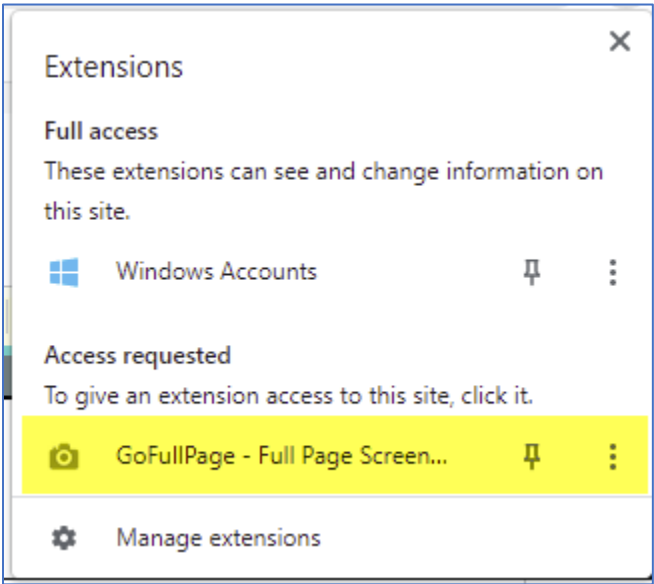 Extensions
Full access
These extensions can see and change information on
this site.
Windows Accounts
Access requested
To give an extension access to this site, click it.
GoFullPage - Full Page Screen...
Manage extensions